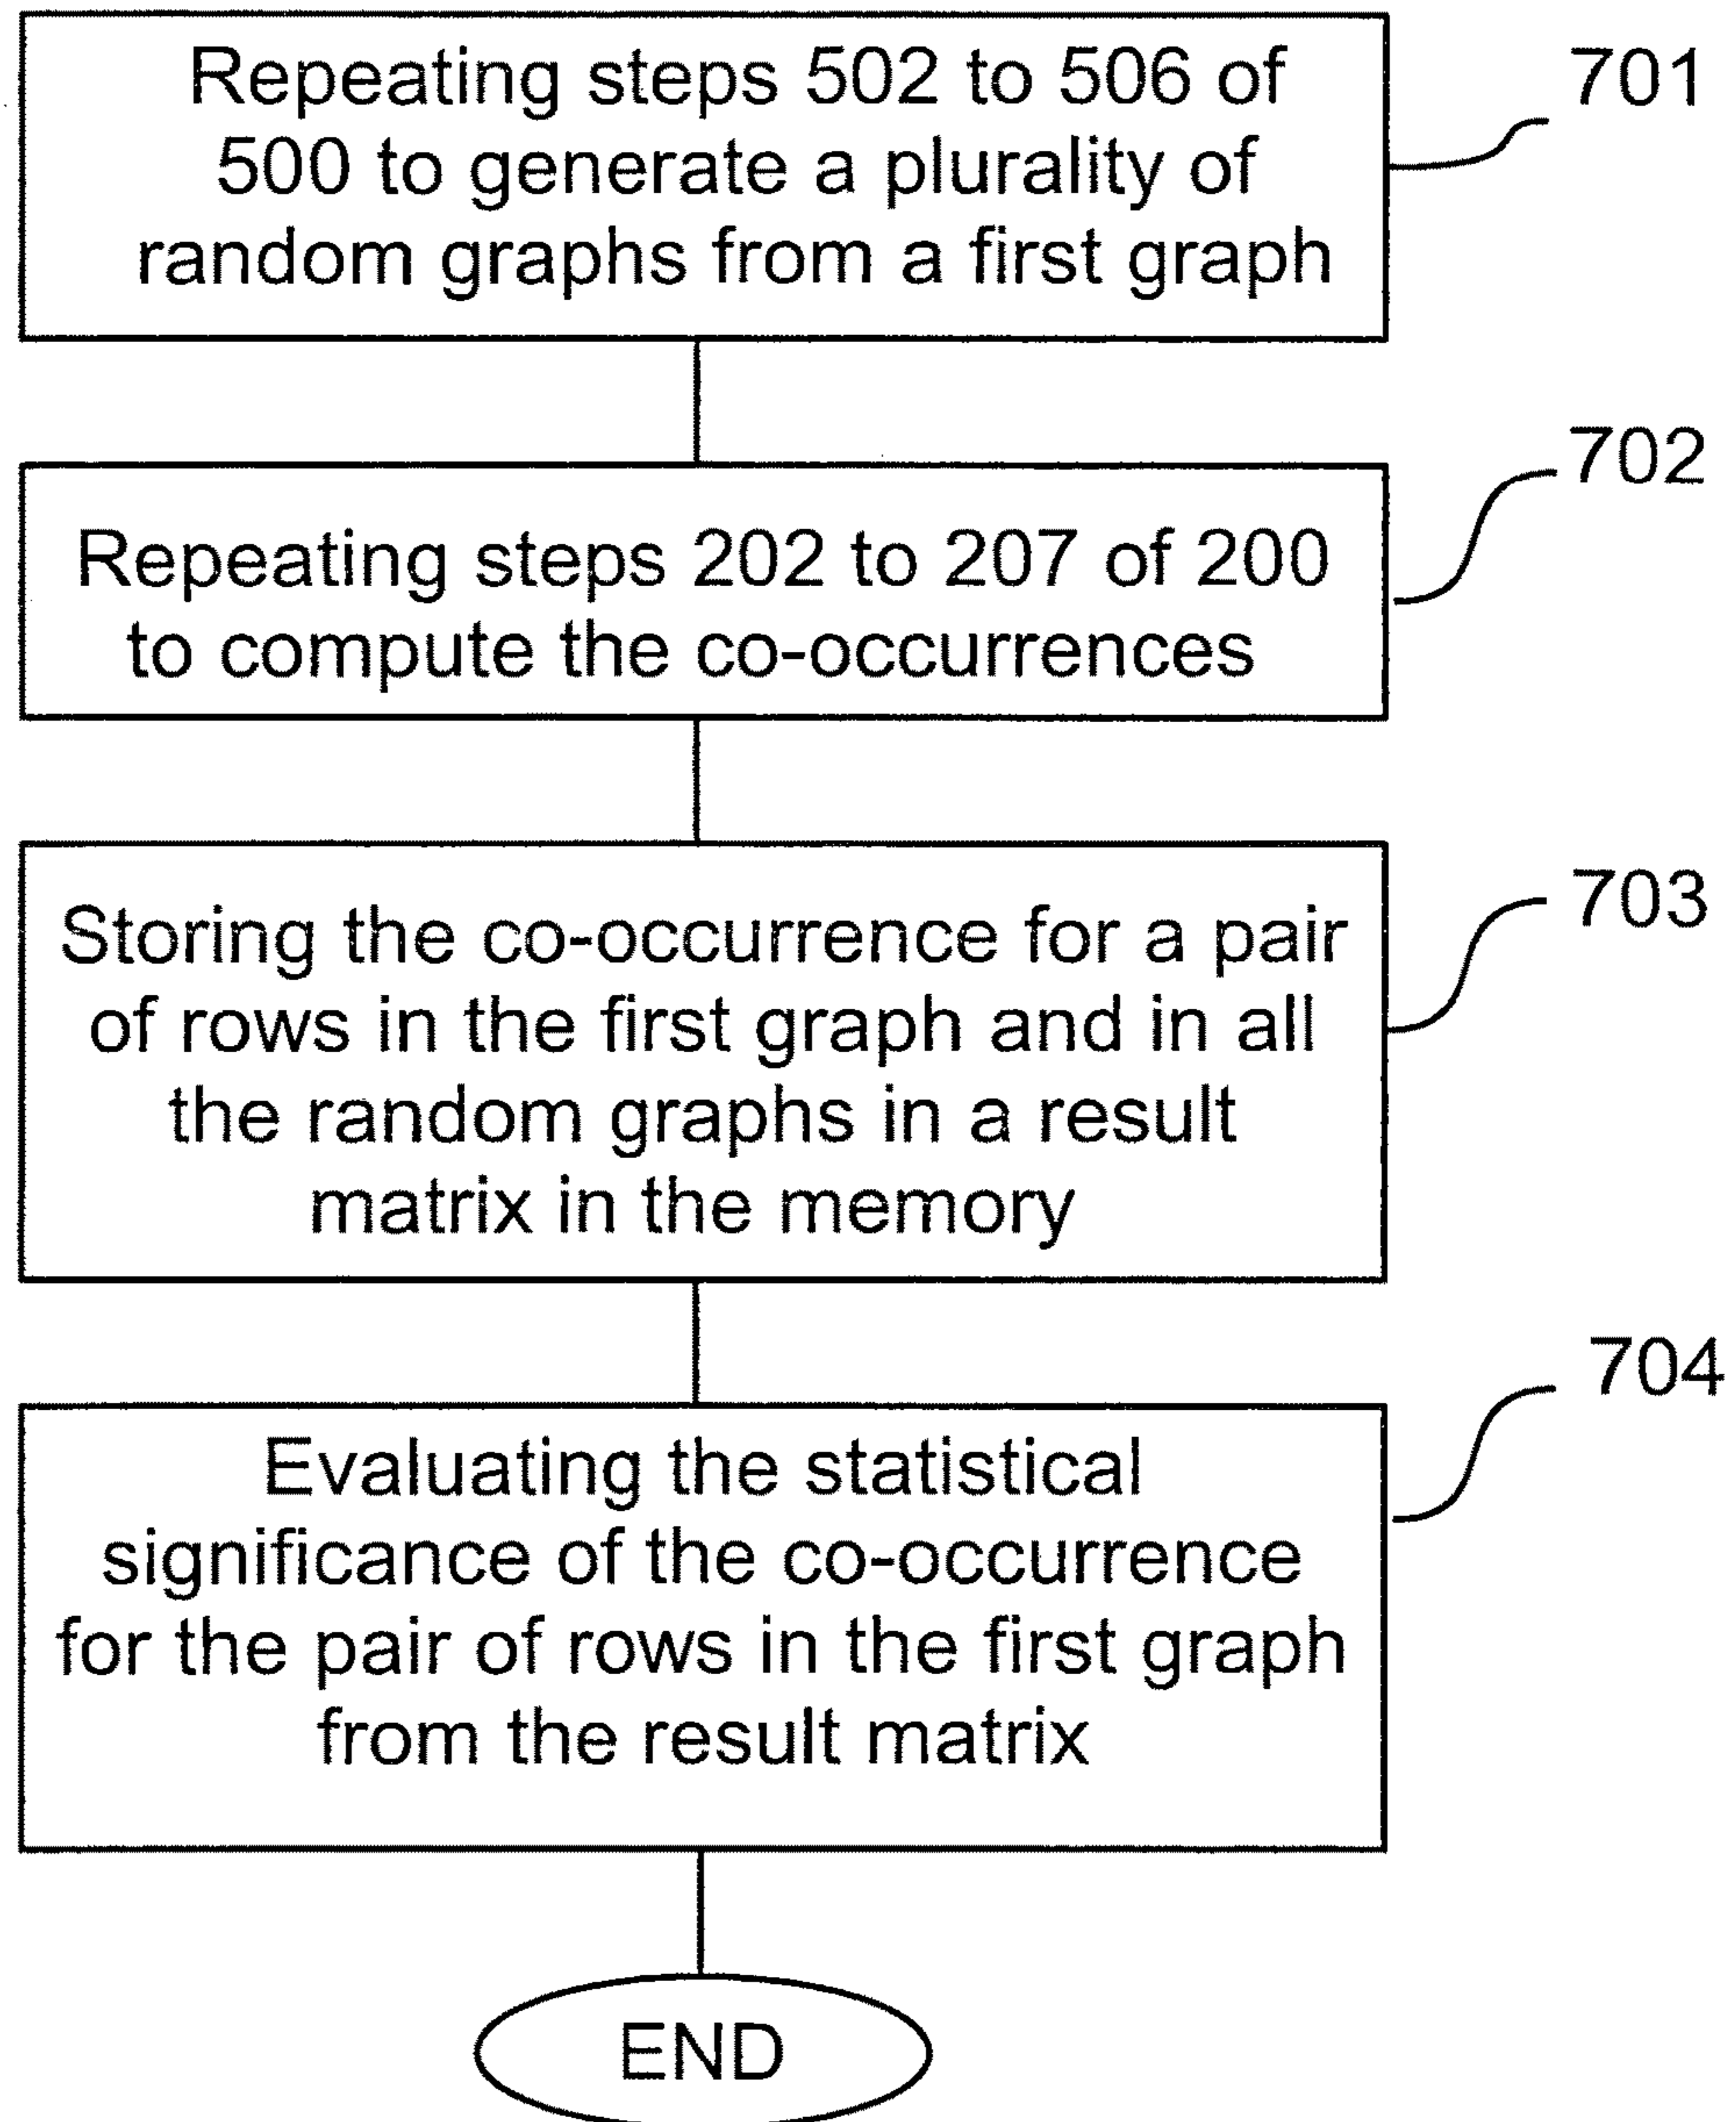 Repeating steps 502 to 506 of
500 to generate a plurality of
random graphs from a first graph
701
Repeating steps 202 to 207 of 200
to compute the co-occurrences
702
Storing the co-occurrence for a pair
of rows in the first graph and in all
the random graphs in a result
matrix in the memory
703
Evaluating the statistical
significance of the co-occurrence
for the pair of rows in the first graph
from the result matrix
704
END